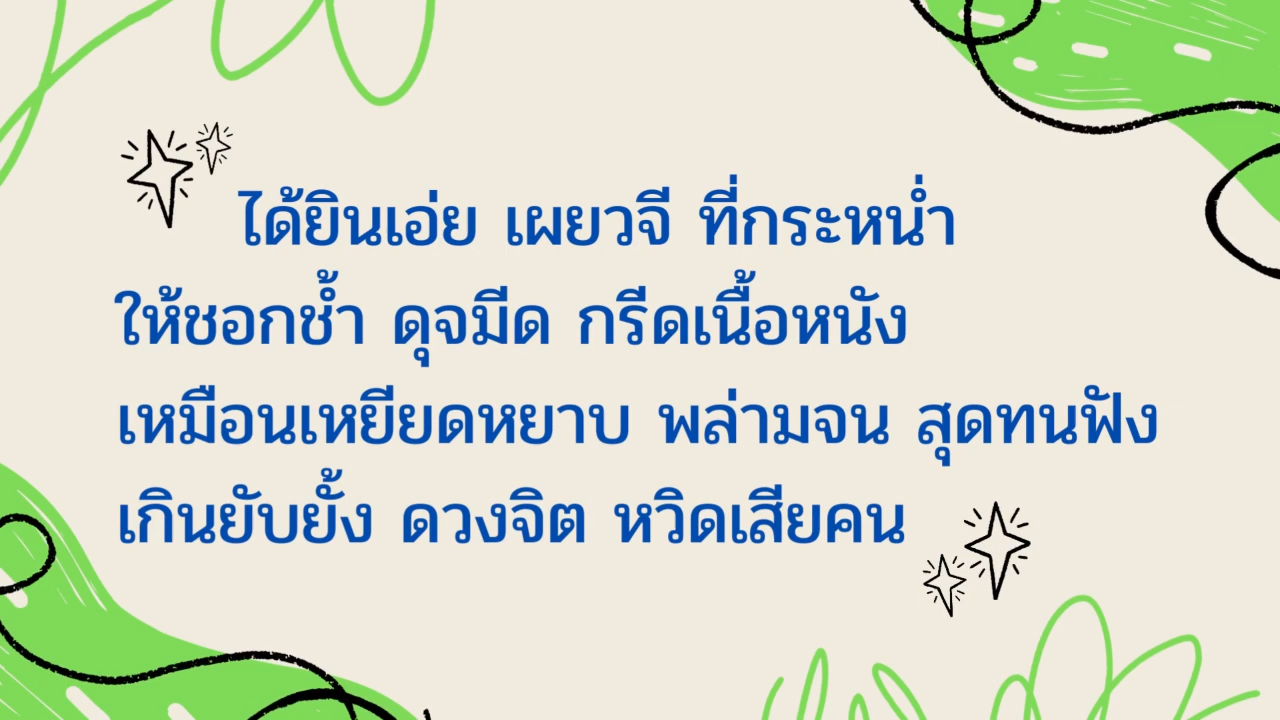 ได้ยินเอ่ย เผยวจี ที่กระหน่ำ
ให้ชอกช้ำ ดุจมีด กรีดเนื้อหนัง
เหมือนเหยียดหยาบ พล่ามจน สุดทนฟัง
เกินยับยั้ง ดวงจิต หวิดเสียคน